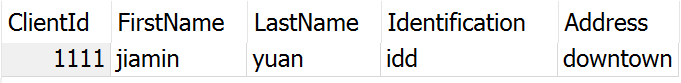 ClientId FirstName LastName Identification Address
1111 jiamin yuan idd downtown